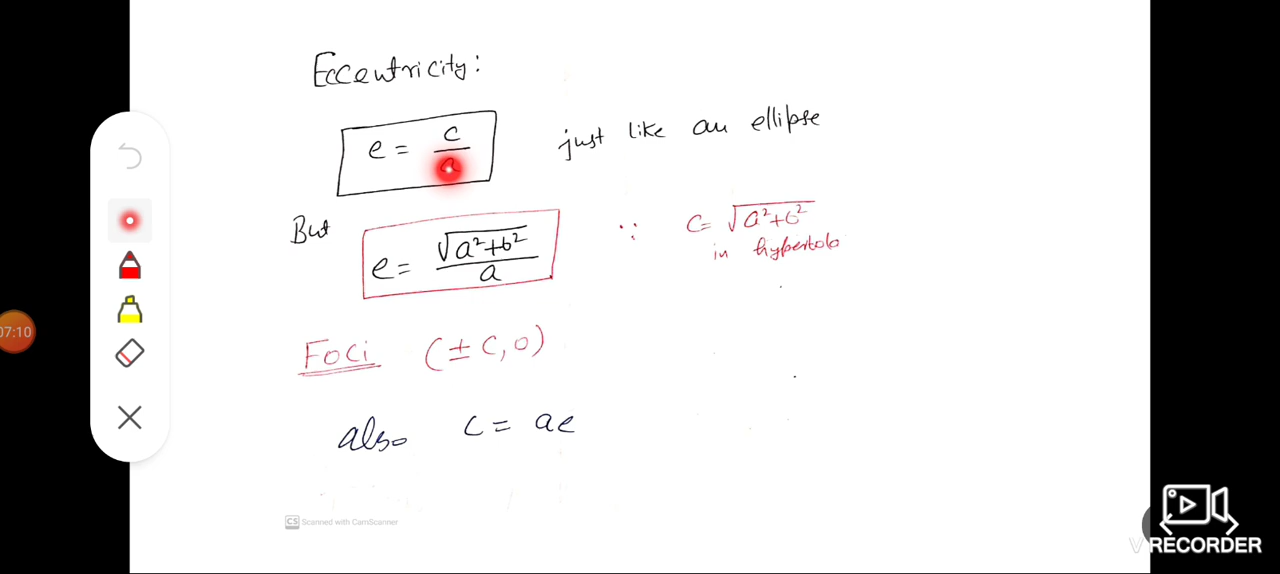 Eccentricity:
e = c/a just like an ellipse
But e = √a²+b²/a ∵ c= √a²+b²
in hyperbola
Foci (± c, 0)
also c = ae
07:10
CS Scanned with CamScanner
V RECORDER